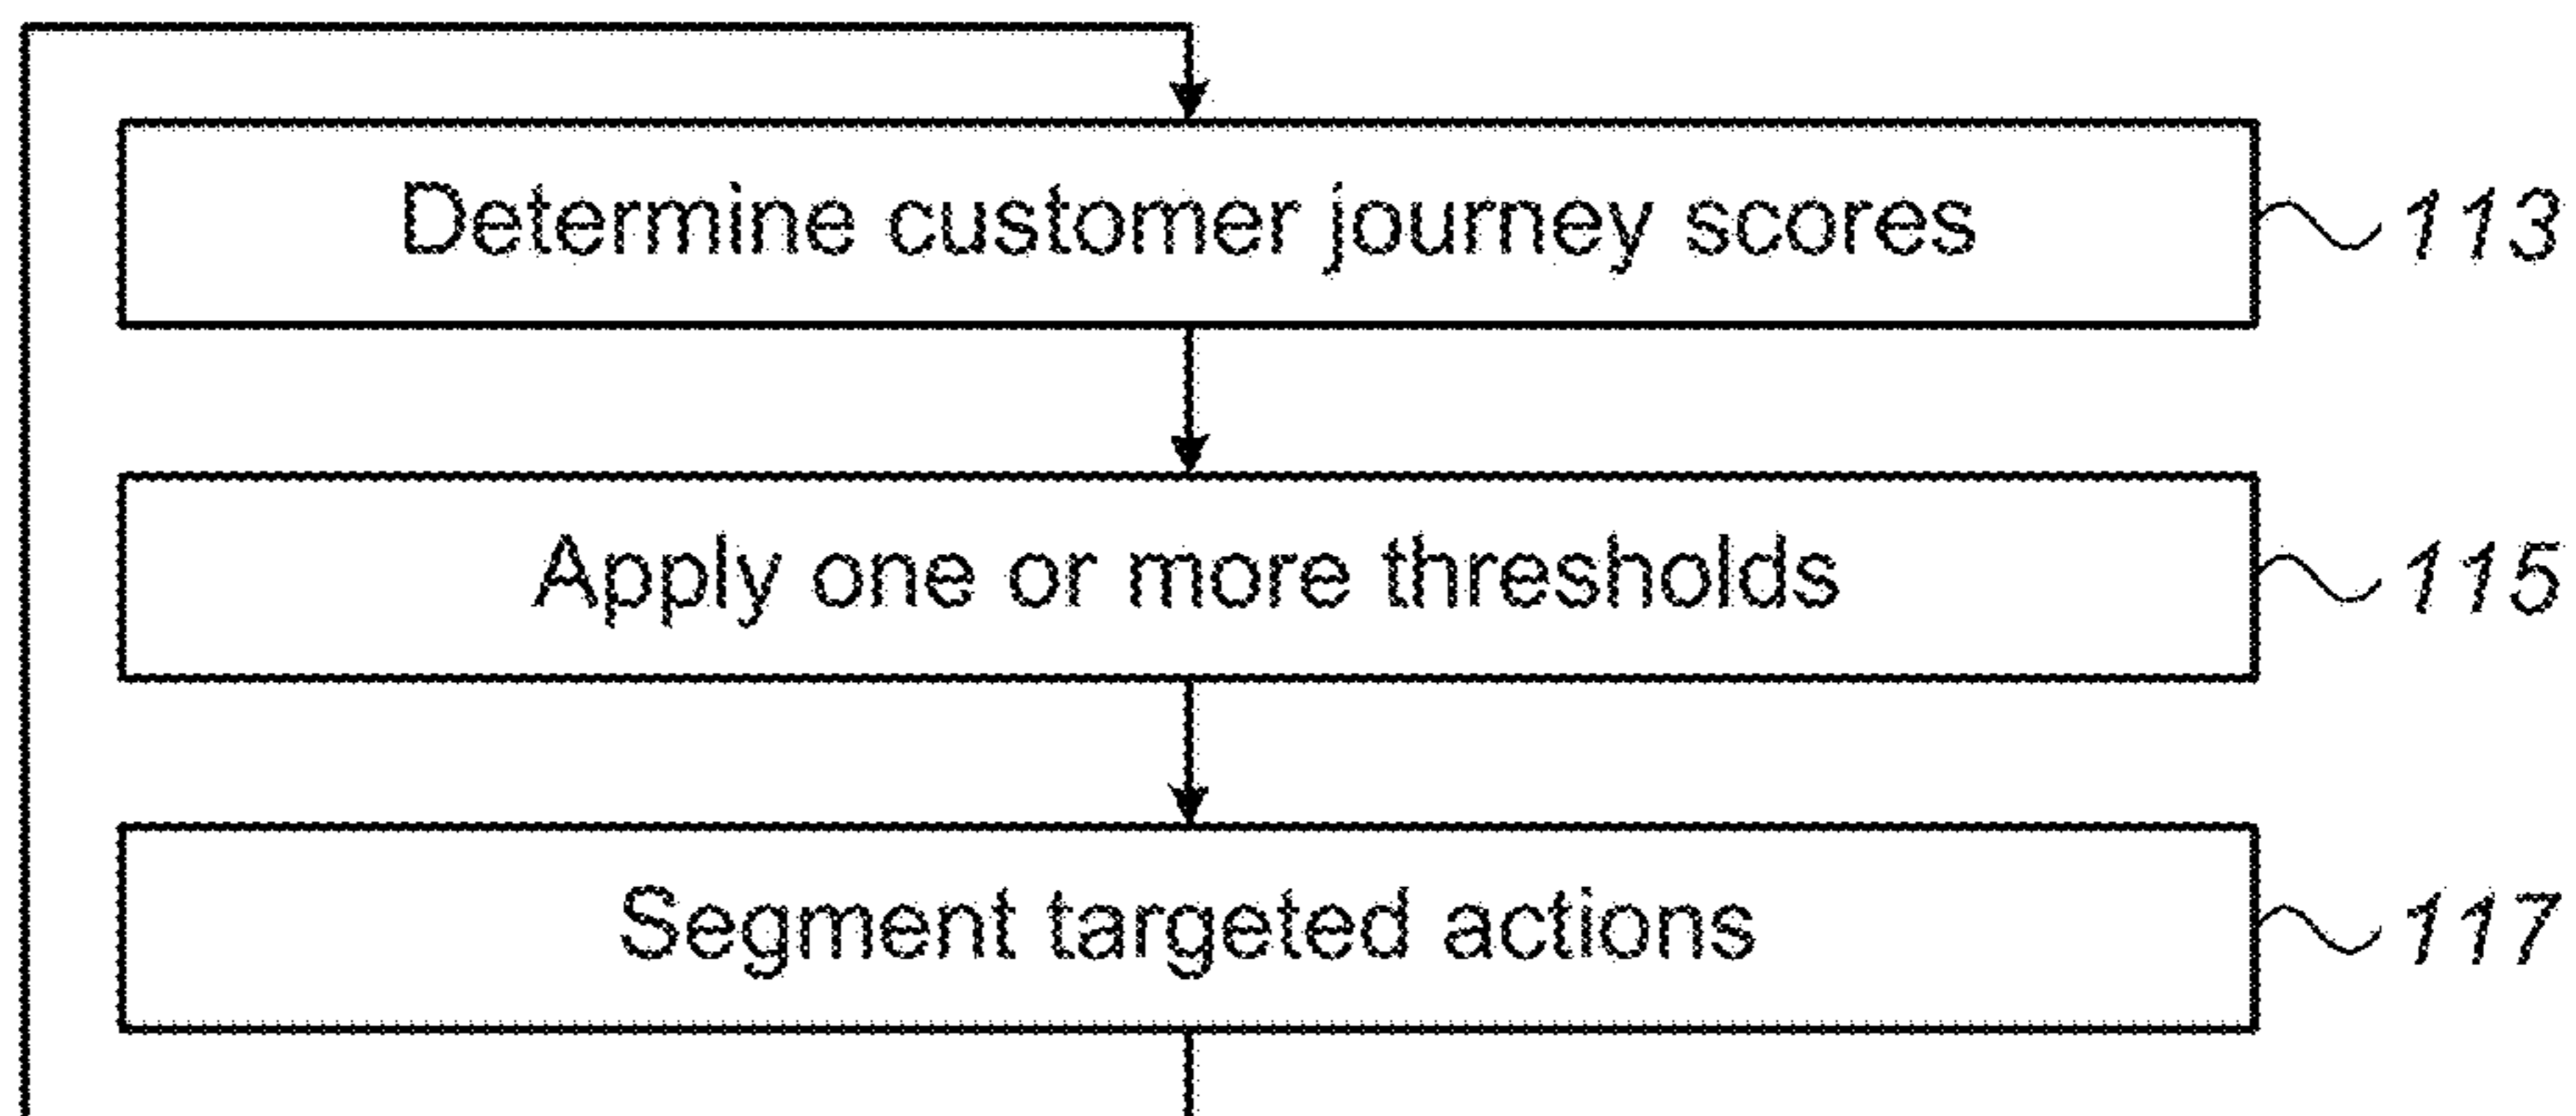 Determine customer journey scores 113
Apply one or more thresholds 115
Segment targeted actions 117